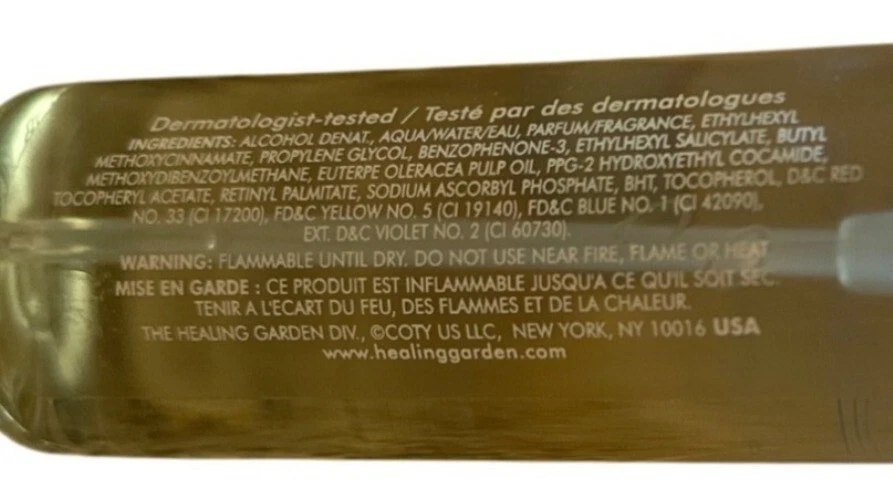 Dermatologist-tested / Testé par des dermatologues
INGREDIENTS: ALCOHOL DENAT., AQUA/WATER/EAU, PARFUM/FRAGRANCE, ETHYLHEXYL
METHOXYCINNAMATE, PROPYLENE GLYCOL, BENZOPHENONE-3, ETHYLHEXYL SALICYLATE, BUTYL
METHOXYDIBENZOYLMETHANE, EUTERPE OLERACEA PULP OIL, PPG-2 HYDROXYETHYL COCAMIDE,
TOCOPHERYL ACETATE, RETINYL PALMITATE, SODIUM ASCORBYL PHOSPHATE, BHT, TOCOPHEROL, D&C RED
NO. 33 (CI 17200), FD&C YELLOW NO. 5 (CI 19140), FD&C BLUE NO. 1 (CI 42090),
EXT. D&C VIOLET NO. 2 (CI 60730).
WARNING: FLAMMABLE UNTIL DRY. DO NOT USE NEAR FIRE, FLAME OR HEAT
MISE EN GARDE : CE PRODUIT EST INFLAMMABLE JUSQU'A CE QU'IL SOIT SEC.
TENIR A L'ECART DU FEU, DES FLAMMES ET DE LA CHALEUR.
THE HEALING GARDEN DIV., ©COTY US LLC, NEW YORK, NY 10016 USA
www.healinggarden.com